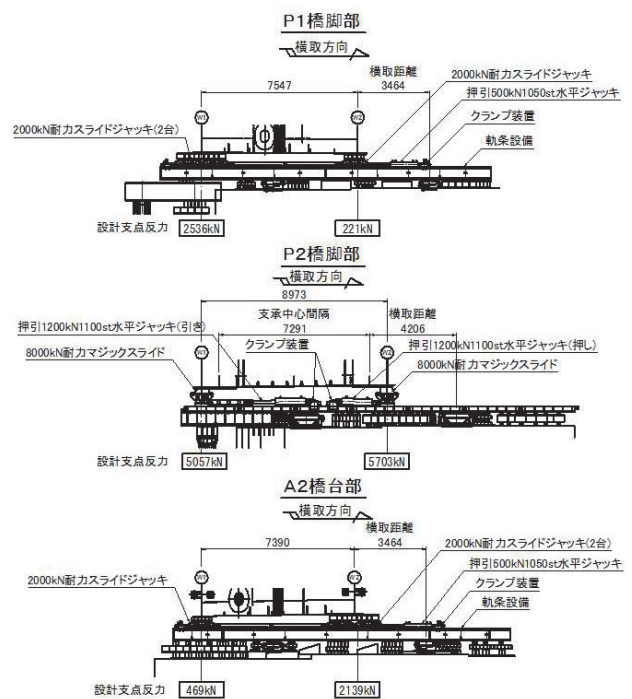 P1橋脚部
横取方向
横取距離
7547
3464
2000kN耐力スライドジャッキ
押引500kN1050st水平ジャッキ
クランプ装置
軌条設備
W1
W2
2000kN耐力スライドジャッキ(2台)
設計支点反力
2536kN
221kN
P2橋脚部
横取方向
8973
支承中心間隔
横取距離
7291
4206
押引1200kN1100st水平ジャッキ(引き)
クランプ装置
押引1200kN1100st水平ジャッキ(押し)
W1
W2
8000kN耐力マジックスライド
8000kN耐力マジックスライド
設計支点反力
5057kN
5703kN
A2橋台部
横取方向
横取距離
7390
3464
2000kN耐力スライドジャッキ(2台)
押引500kN1050st水平ジャッキ
クランプ装置
軌条設備
W1
W2
2000kN耐力スライドジャッキ
設計支点反力
469kN
2139kN